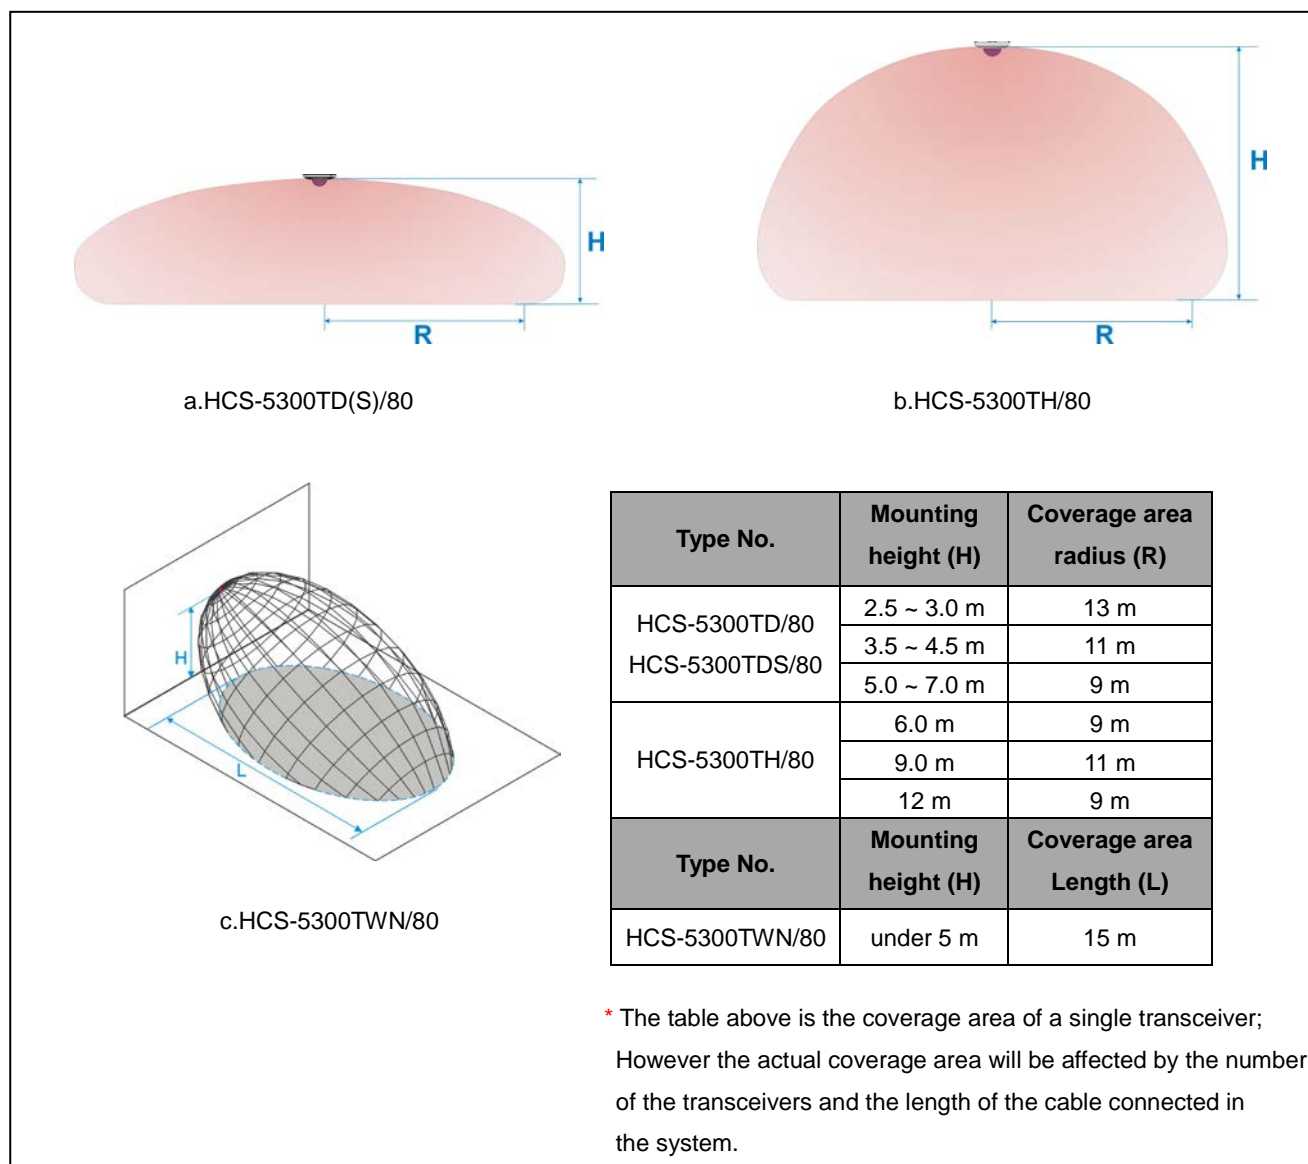 H
R
a.HCS-5300TD(S)/80
H
R
b.HCS-5300TH/80
H
L
c.HCS-5300TWN/80
Type No. Mounting height (H) Coverage area radius (R)
HCS-5300TD/80 HCS-5300TDS/80 2.5 ~ 3.0 m 13 m
3.5 ~ 4.5 m 11 m
5.0 ~ 7.0 m 9 m
HCS-5300TH/80 6.0 m 9 m
9.0 m 11 m
12 m 9 m
Type No. Mounting height (H) Coverage area Length (L)
HCS-5300TWN/80 under 5 m 15 m
* The table above is the coverage area of a single transceiver;
However the actual coverage area will be affected by the number
of the transceivers and the length of the cable connected in
the system.